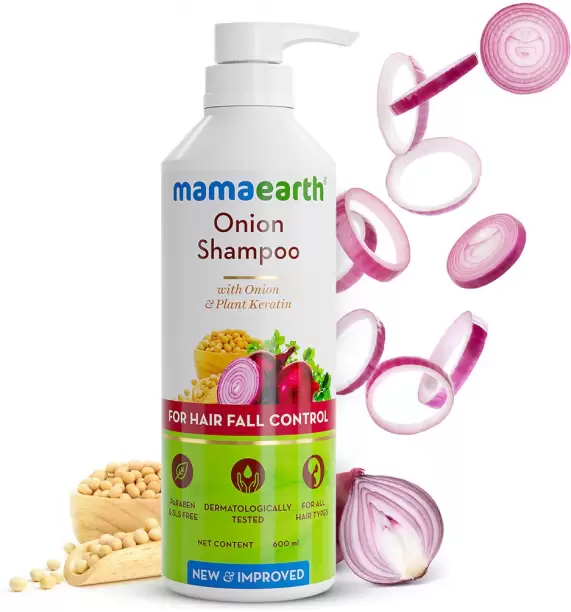 mamaearth
Onion
Shampoo
with Onion
& Plant Keratin
FOR HAIR FALL CONTROL
PARABEN
& SLS FREE
DERMATOLOGICALLY
TESTED
FOR ALL
HAIR TYPES
NET CONTENT 600 ml
NEW & IMPROVED